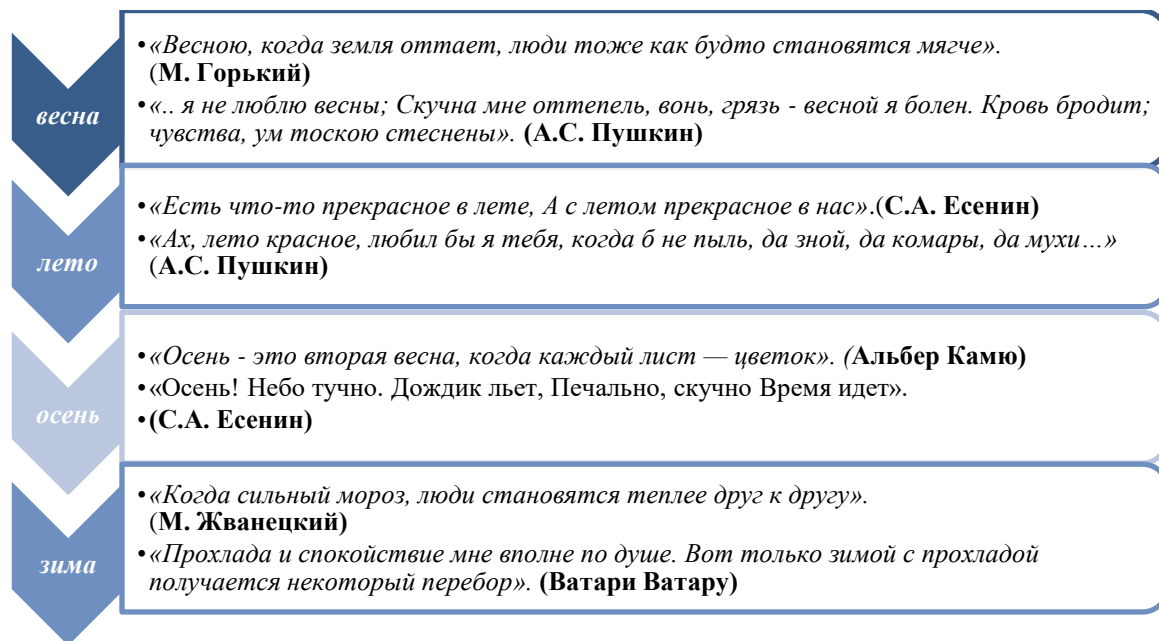 весна
•«Весною, когда земля оттает, люди тоже как будто становятся мягче».
(М. Горький)
•«.. я не люблю весны; Скучна мне оттепель, вонь, грязь - весной я болен. Кровь бродит;
чувства, ум тоскою стеснены». (А.С. Пушкин)
лето
•«Есть что-то прекрасное в лете, А с летом прекрасное в нас».(С.А. Есенин)
•«Ах, лето красное, любил бы я тебя, когда б не пыль, да зной, да комары, да мухи…»
(А.С. Пушкин)
осень
•«Осень - это вторая весна, когда каждый лист — цветок». (Альбер Камю)
•«Осень! Небо тучно. Дождик льет, Печально, скучно Время идет».
•(С.А. Есенин)
зима
•«Когда сильный мороз, люди становятся теплее друг к другу».
(М. Жванецкий)
•«Прохлада и спокойствие мне вполне по душе. Вот только зимой с прохладой
получается некоторый перебор». (Ватари Ватару)